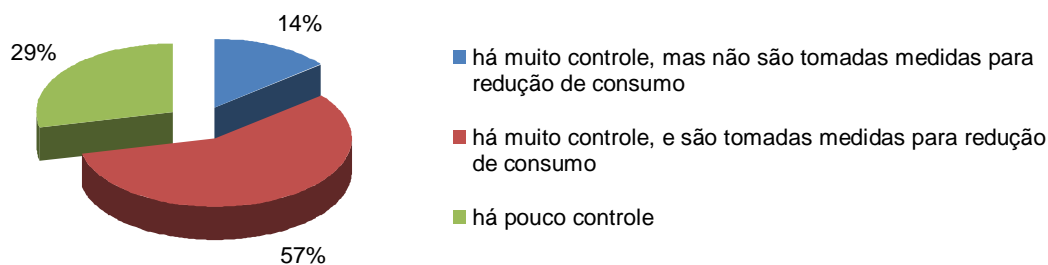 14%
29%
57%
há muito controle, mas não são tomadas medidas para
redução de consumo
há muito controle, e são tomadas medidas para redução
de consumo
há pouco controle